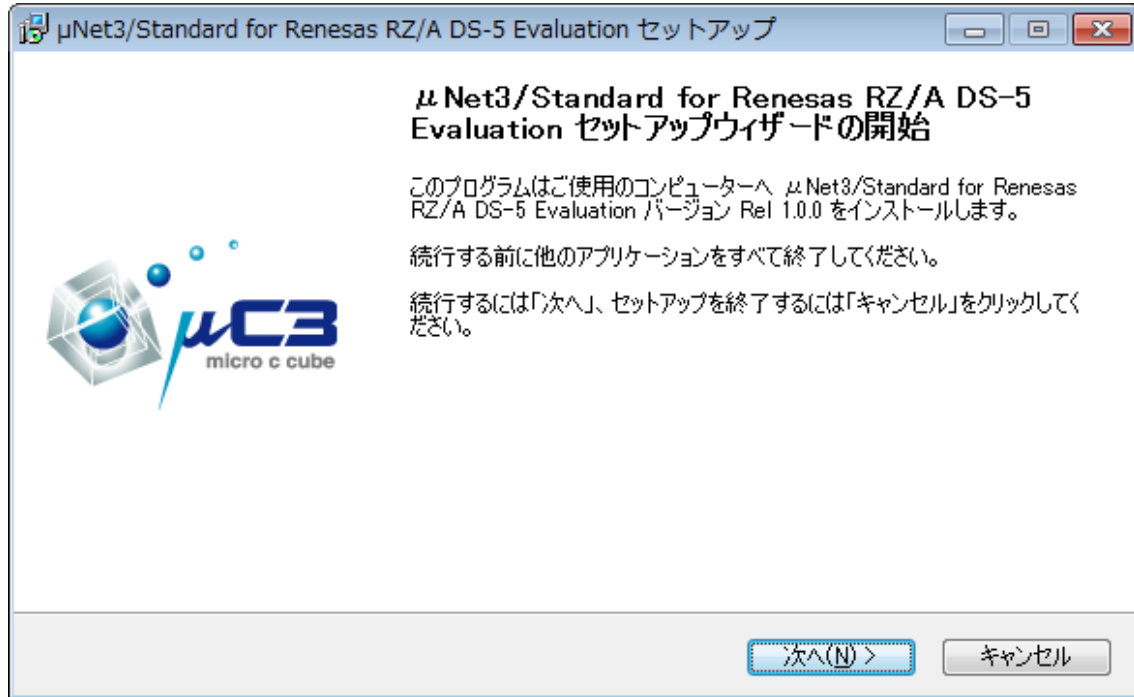 μNet3/Standard for Renesas RZ/A DS-5 Evaluation セットアップ
μNet3/Standard for Renesas RZ/A DS-5
Evaluation セットアップウィザードの開始
このプログラムはご使用のコンピューターへ μNet3/Standard for Renesas
RZ/A DS-5 Evaluation バージョン Rel 1.0.0 をインストールします。
続行する前に他のアプリケーションをすべて終了してください。
続行するには「次へ」、セットアップを終了するには「キャンセル」をクリックしてく
ださい。
μC3
micro c cube
次へ(N) >
キャンセル